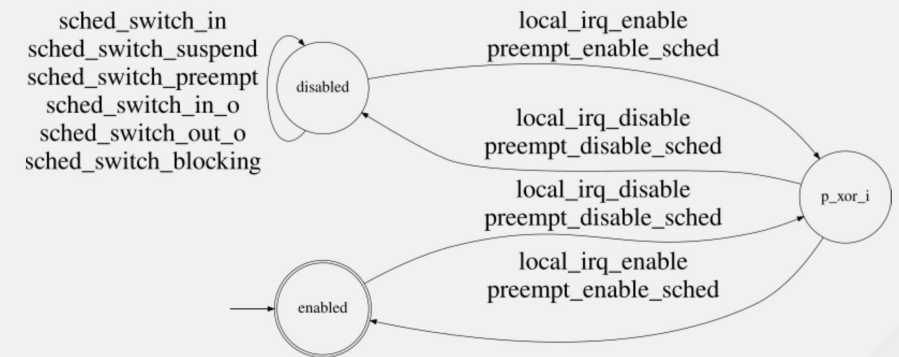 sched_switch_in
sched_switch_suspend
sched_switch_preempt
sched_switch_in_o
sched_switch_out_o
sched_switch_blocking
disabled
local_irq_enable
preempt_enable_sched
local_irq_disable
preempt_disable_sched
p_xor_i
local_irq_disable
preempt_disable_sched
local_irq_enable
preempt_enable_sched
enabled